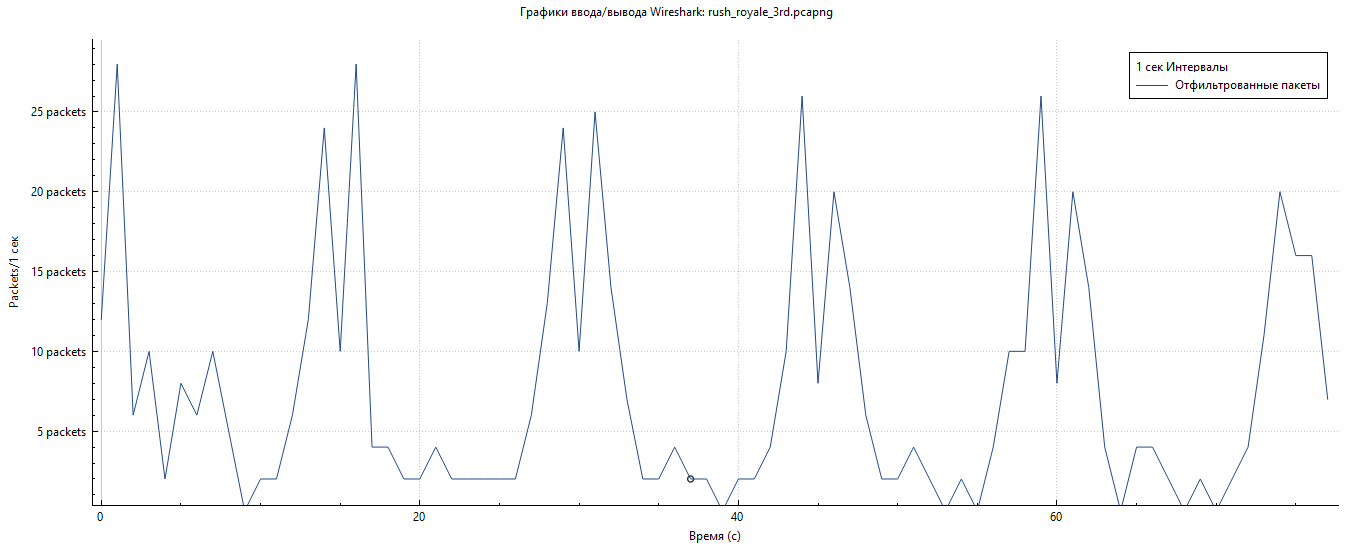 Графики ввода/вывода Wireshark: rush_royale_3rd.pcapng
1 сек Интервалы
Отфильтрованные пакеты
25 packets
20 packets
15 packets
10 packets
5 packets
Packets/1 сек
0
20
40
60
Время (с)